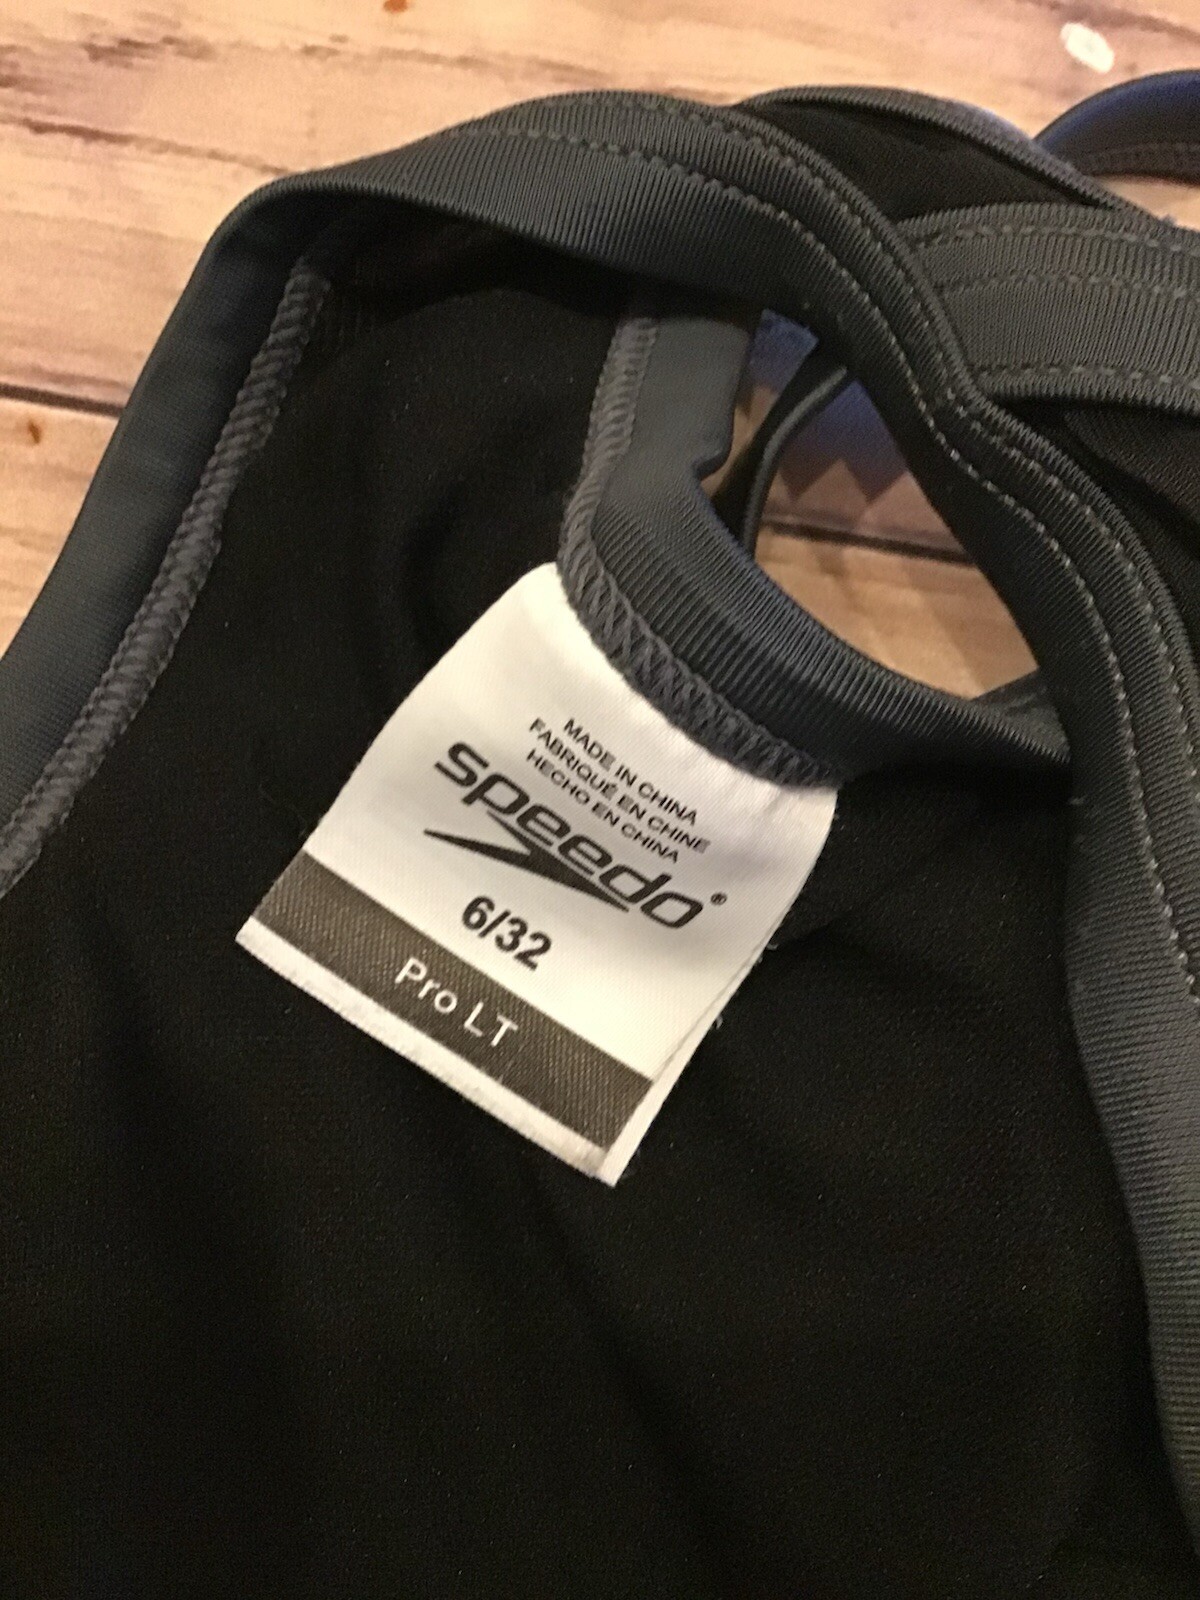 MADE IN CHINA
FABRIQUÉ EN CHINE
HECHO EN CHINA
speedo®
6/32
Pro LT